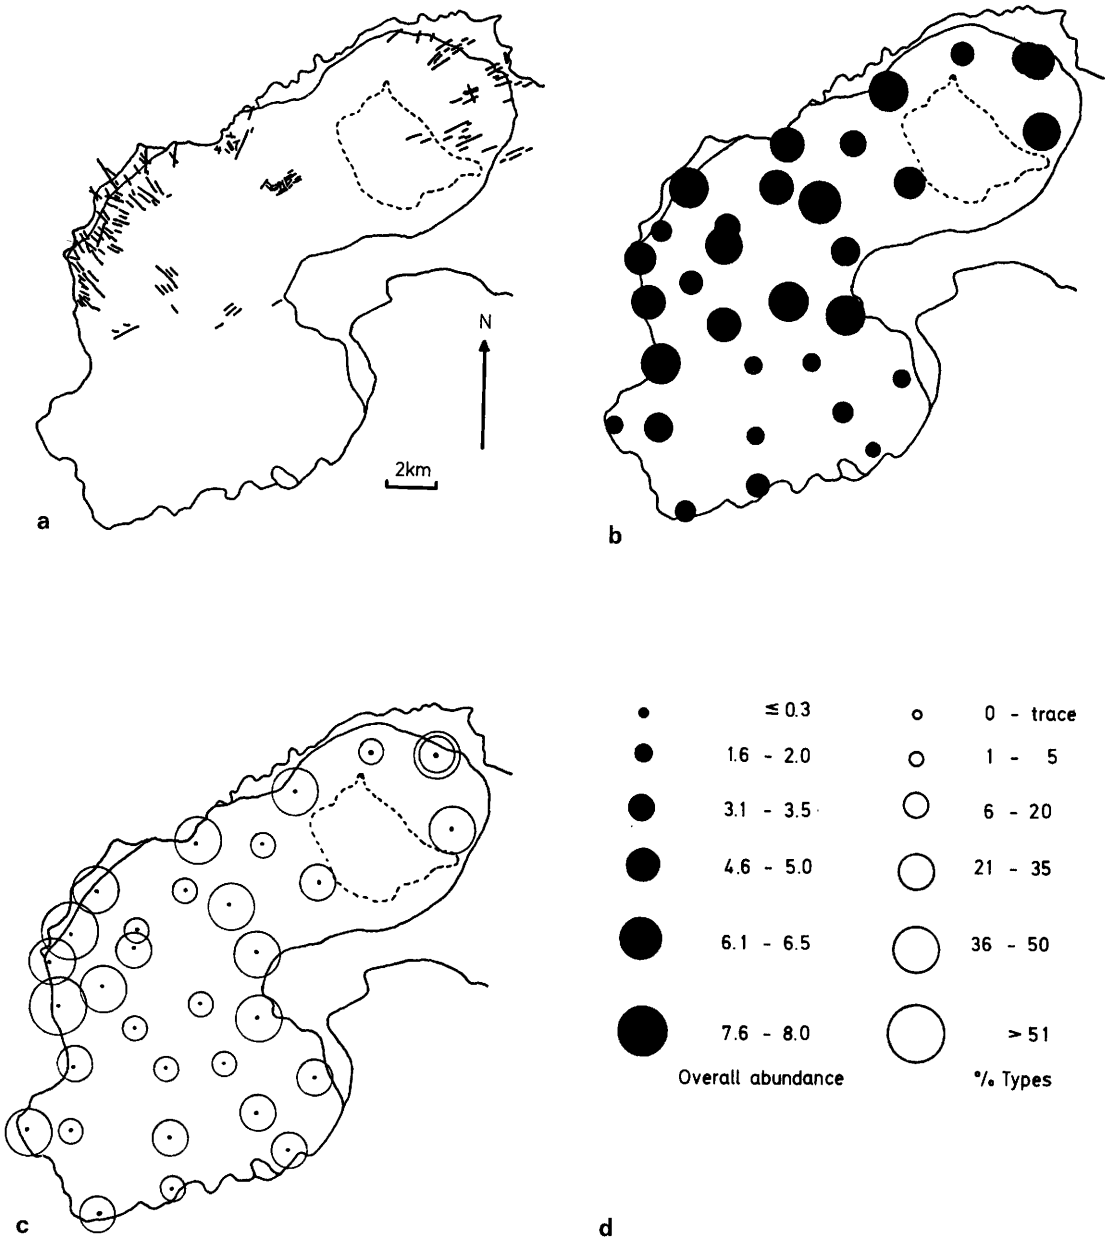 N
2km
a
b
≤ 0.3
0 - trace
1.6 - 2.0
1 - 5
3.1 - 3.5
6 - 20
4.6 - 5.0
21 - 35
6.1 - 6.5
36 - 50
7.6 - 8.0
> 51
Overall abundance
% Types
c
d